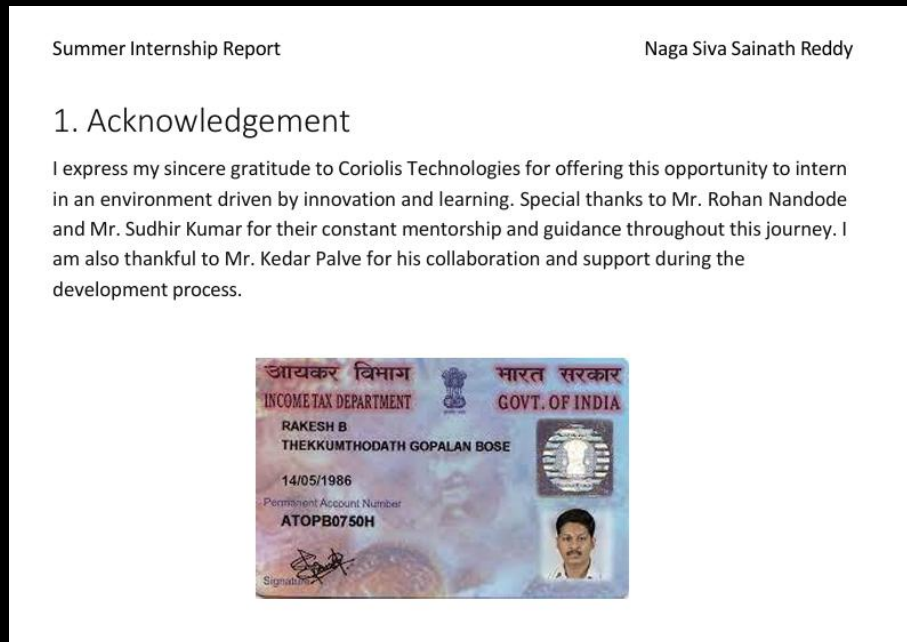 Summer Internship Report
Naga Siva Sainath Reddy
1. Acknowledgement
I express my sincere gratitude to Coriolis Technologies for offering this opportunity to intern
in an environment driven by innovation and learning. Special thanks to Mr. Rohan Nandode
and Mr. Sudhir Kumar for their constant mentorship and guidance throughout this journey. I
am also thankful to Mr. Kedar Palve for his collaboration and support during the
development process.
आयकर विभाग
INCOME TAX DEPARTMENT
भारत सरकार
GOVT. OF INDIA
RAKESH B
THEKKUMTHODATH GOPALAN BOSE
14/05/1986
Permanent Account Number
ATOPB0750H
Signature